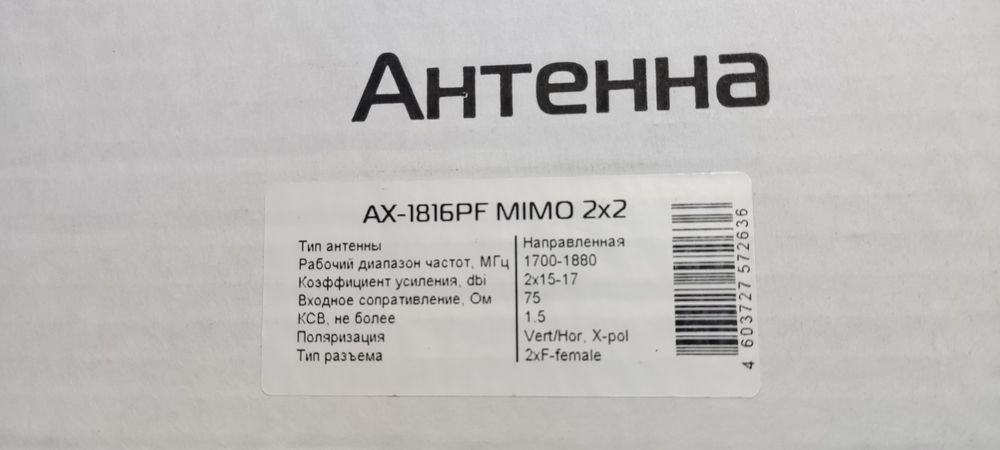 Антенна
AX-1816PF MIMO 2x2
Тип антенны Направленная
Рабочий диапазон частот, МГц 1700-1880
Коэффициент усиления, dbi 2x15-17
Входное сопративление, Ом 75
КСВ, не более 1.5
Поляризация Vert/Hor, X-pol
Тип разъема 2xF-female
4 603727 572636